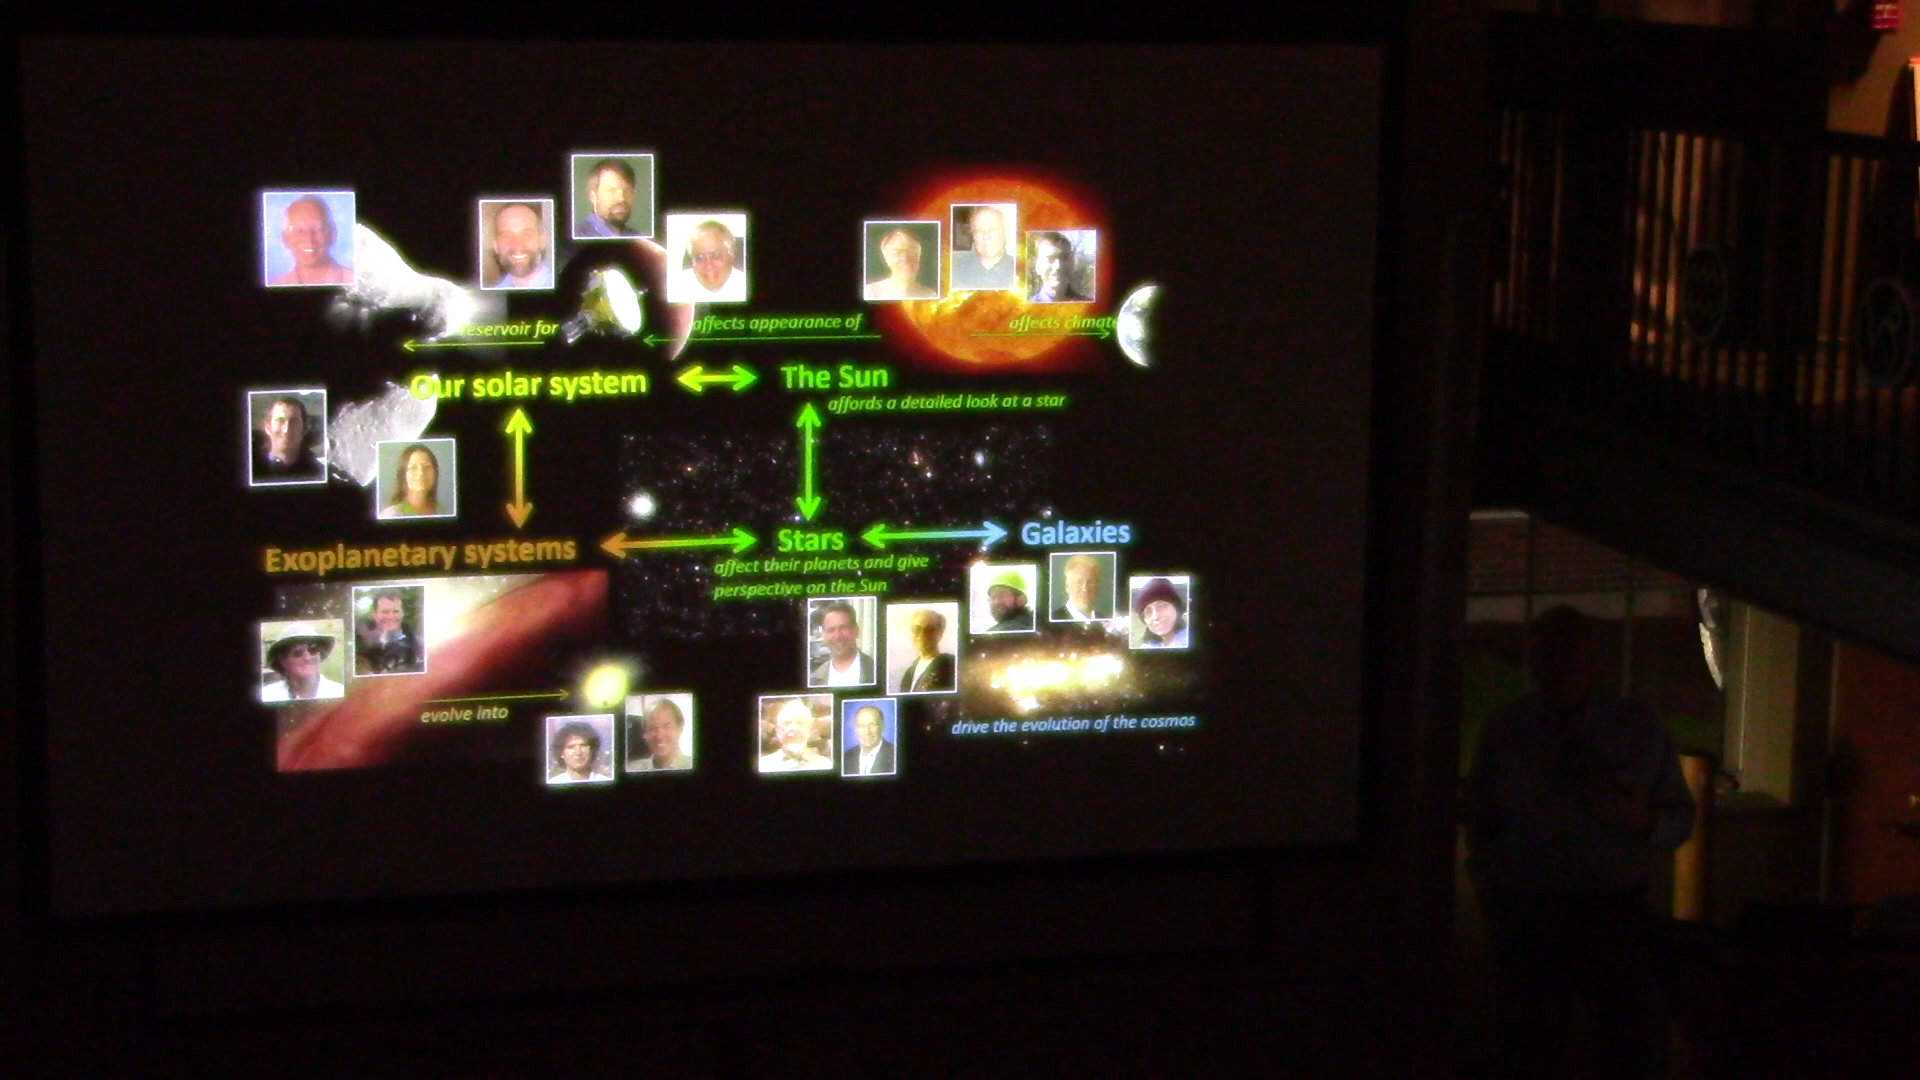 reservoir for
affects appearance of
affects climate
Our solar system
The Sun
affords a detailed look at a star
Exoplanetary systems
Stars
Galaxies
affect their planets and give
perspective on the Sun
evolve into
drive the evolution of the cosmos